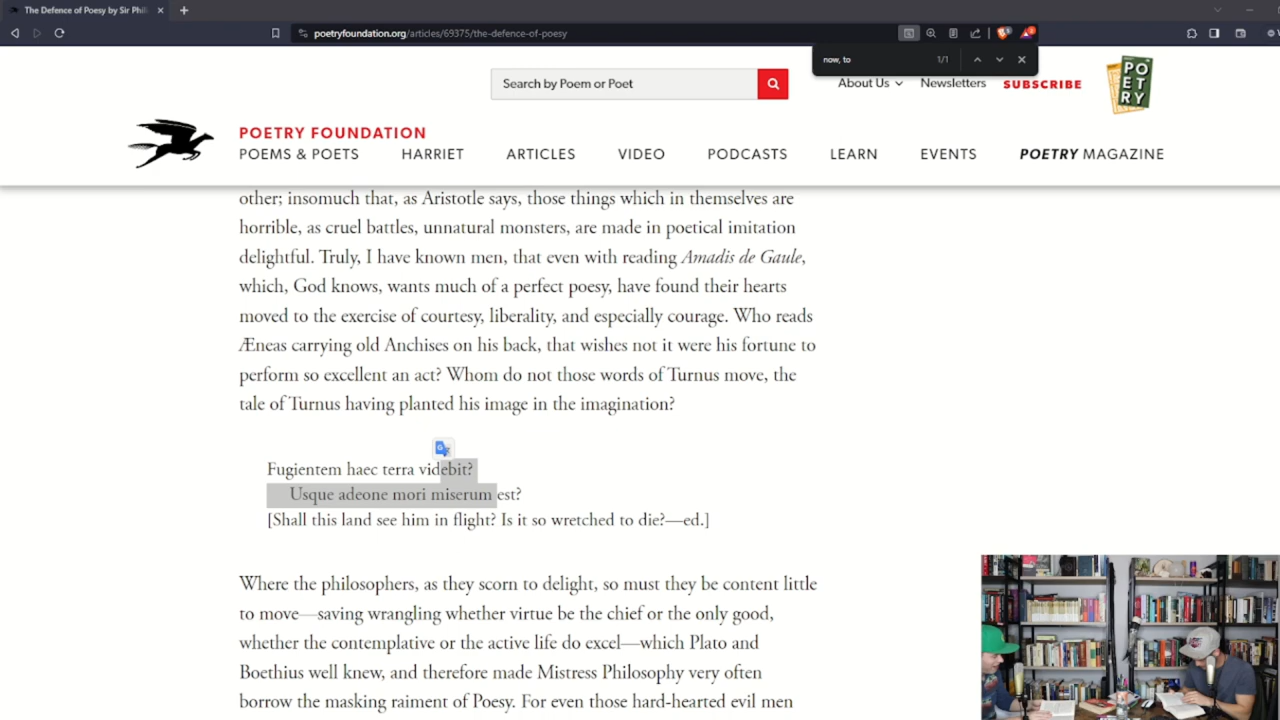 The Defence of Poesy by Sir Phil
poetryfoundation.org/articles/69375/the-defence-of-poesy
now, to
1/1
Search by Poem or Poet
About Us
Newsletters
SUBSCRIBE
PO
ET
RY
POETRY FOUNDATION
POEMS & POETS
HARRIET
ARTICLES
VIDEO
PODCASTS
LEARN
EVENTS
POETRY MAGAZINE
other; insomuch that, as Aristotle says, those things which in themselves are
horrible, as cruel battles, unnatural monsters, are made in poetical imitation
delightful. Truly, I have known men, that even with reading Amadis de Gaule,
which, God knows, wants much of a perfect poesy, have found their hearts
moved to the exercise of courtesy, liberality, and especially courage. Who reads
Æneas carrying old Anchises on his back, that wishes not it were his fortune to
perform so excellent an act? Whom do not those words of Turnus move, the
tale of Turnus having planted his image in the imagination?
Fugientem haec terra videbit?
Usque adeone mori miserum est?
[Shall this land see him in flight? Is it so wretched to die?—ed.]
Where the philosophers, as they scorn to delight, so must they be content little
to move—saving wrangling whether virtue be the chief or the only good,
whether the contemplative or the active life do excel—which Plato and
Boethius well knew, and therefore made Mistress Philosophy very often
borrow the masking raiment of Poesy. For even those hard-hearted evil men